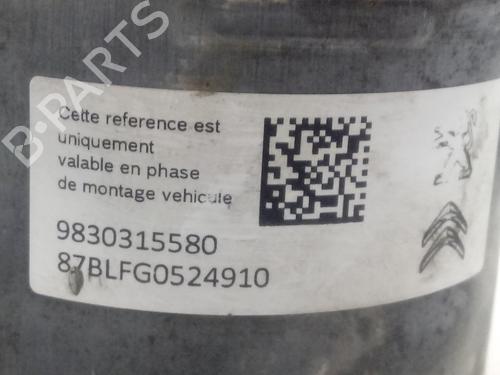 B-PARTS
Cette reference est
uniquement
valable en phase
de montage vehicule
9830315580
87BLFG0524910